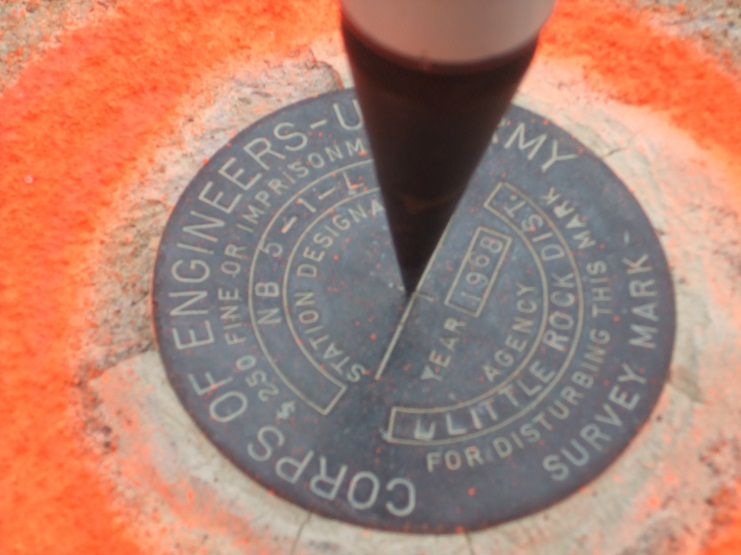 CORPS OF ENGINEERS-U MY
SURVEY MARK-
$250 FINE OR IMPRISONM
FOR DISTURBING THIS MARK
NB 5-1-L
STATION DESIGNA
YEAR 1968
AGENCY
LITTLE ROCK DIST.